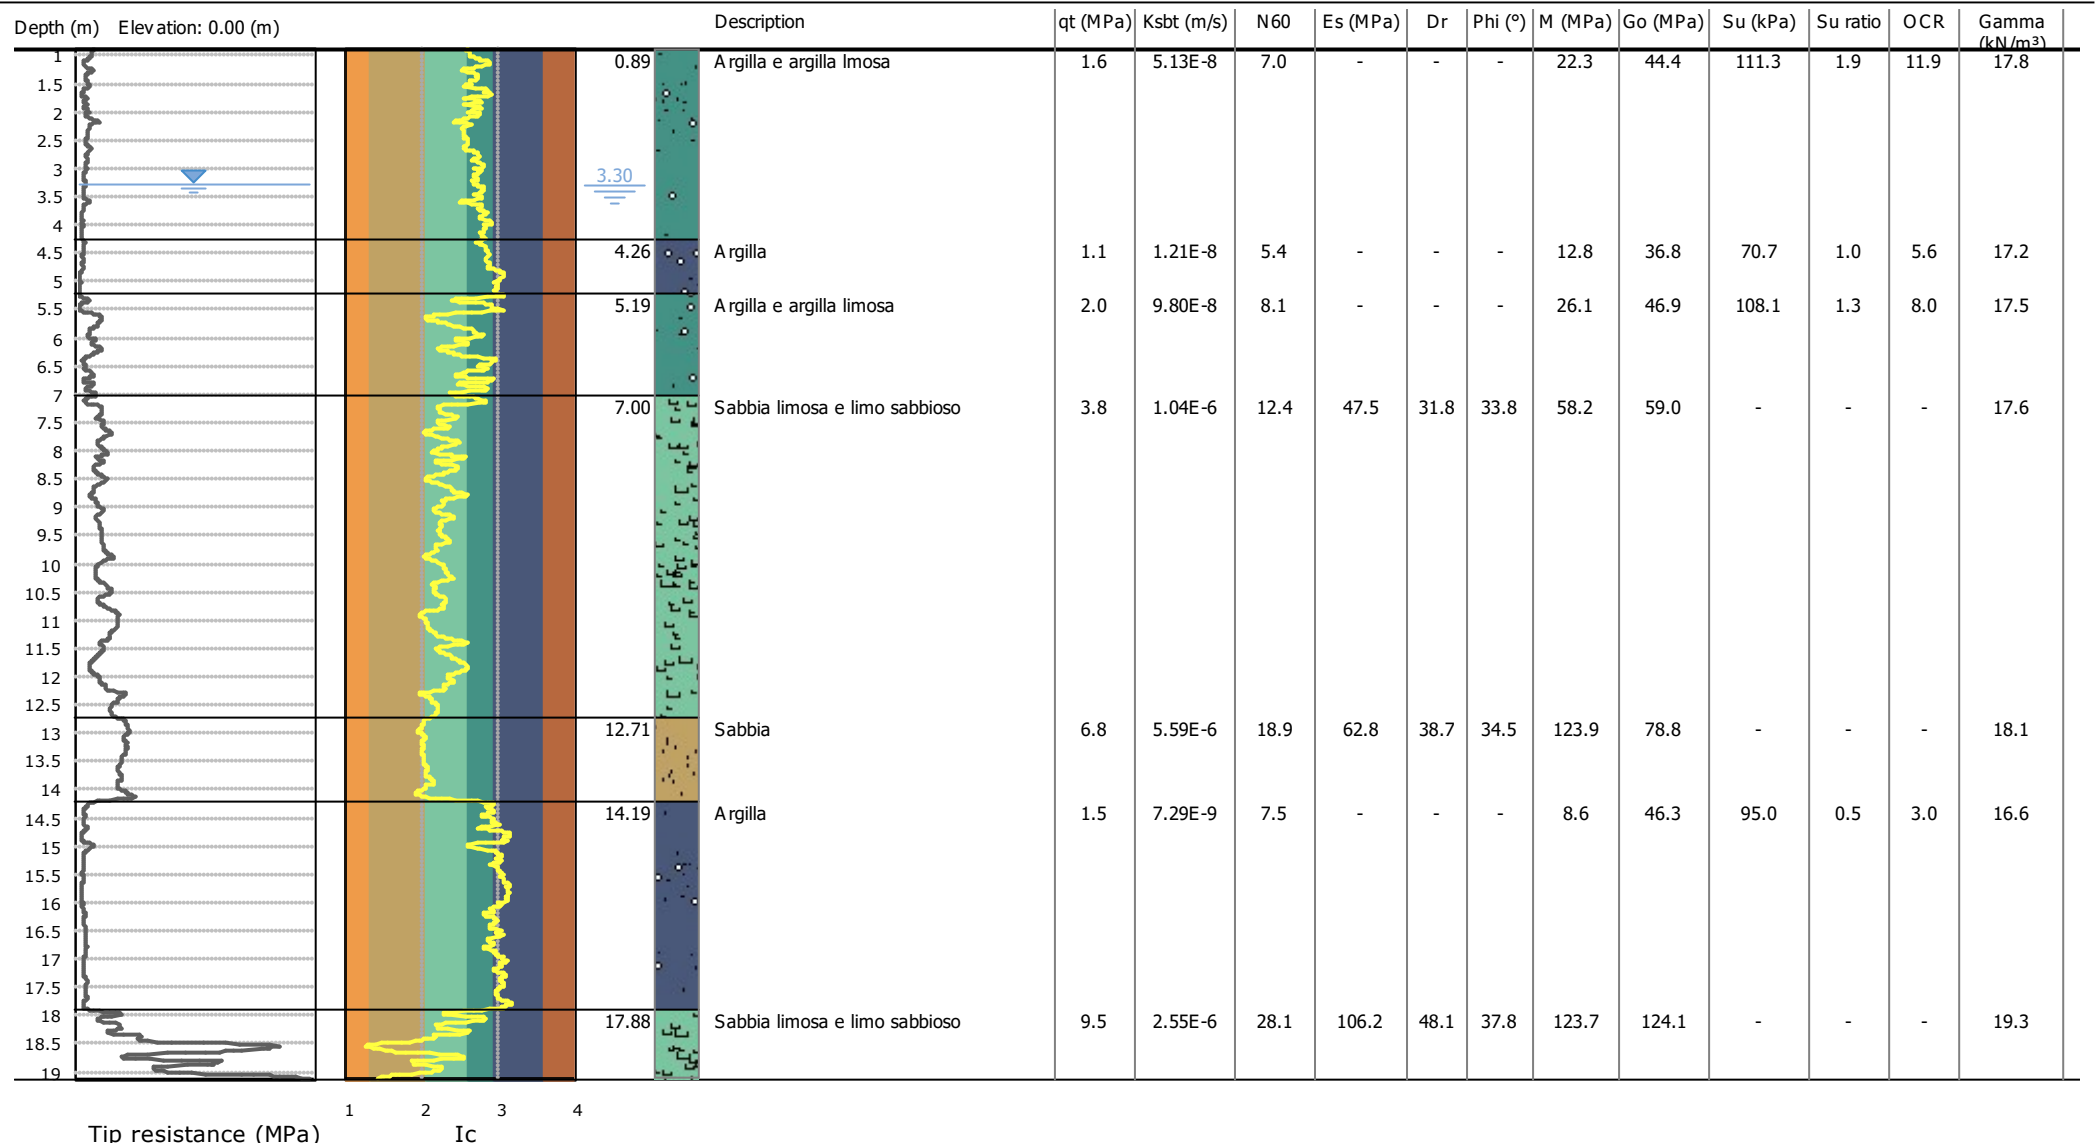 Depth (m) Elevation: 0.00 (m) Description qt (MPa) Ksbt (m/s) N60 Es (MPa) Dr Phi (°) M (MPa) Go (MPa) Su (kPa) Su ratio OCR Gamma
(kN/m³)
1 0.89 Argilla e argilla lmosa 1.6 5.13E-8 7.0 - - - 22.3 44.4 111.3 1.9 11.9 17.8
1.5
2
2.5
3
3.30
3.5
4
4.5 4.26 Argilla 1.1 1.21E-8 5.4 - - - 12.8 36.8 70.7 1.0 5.6 17.2
5
5.5 5.19 Argilla e argilla limosa 2.0 9.80E-8 8.1 - - - 26.1 46.9 108.1 1.3 8.0 17.5
6
6.5
7
7.00 Sabbia limosa e limo sabbioso 3.8 1.04E-6 12.4 47.5 31.8 33.8 58.2 59.0 - - - 17.6
7.5
8
8.5
9
9.5
10
10.5
11
11.5
12
12.5
13 12.71 Sabbia 6.8 5.59E-6 18.9 62.8 38.7 34.5 123.9 78.8 - - - 18.1
13.5
14
14.5 14.19 Argilla 1.5 7.29E-9 7.5 - - - 8.6 46.3 95.0 0.5 3.0 16.6
15
15.5
16
16.5
17
17.5
18 17.88 Sabbia limosa e limo sabbioso 9.5 2.55E-6 28.1 106.2 48.1 37.8 123.7 124.1 - - - 19.3
18.5
19
1 2 3 4
Tip resistance (MPa) Ic